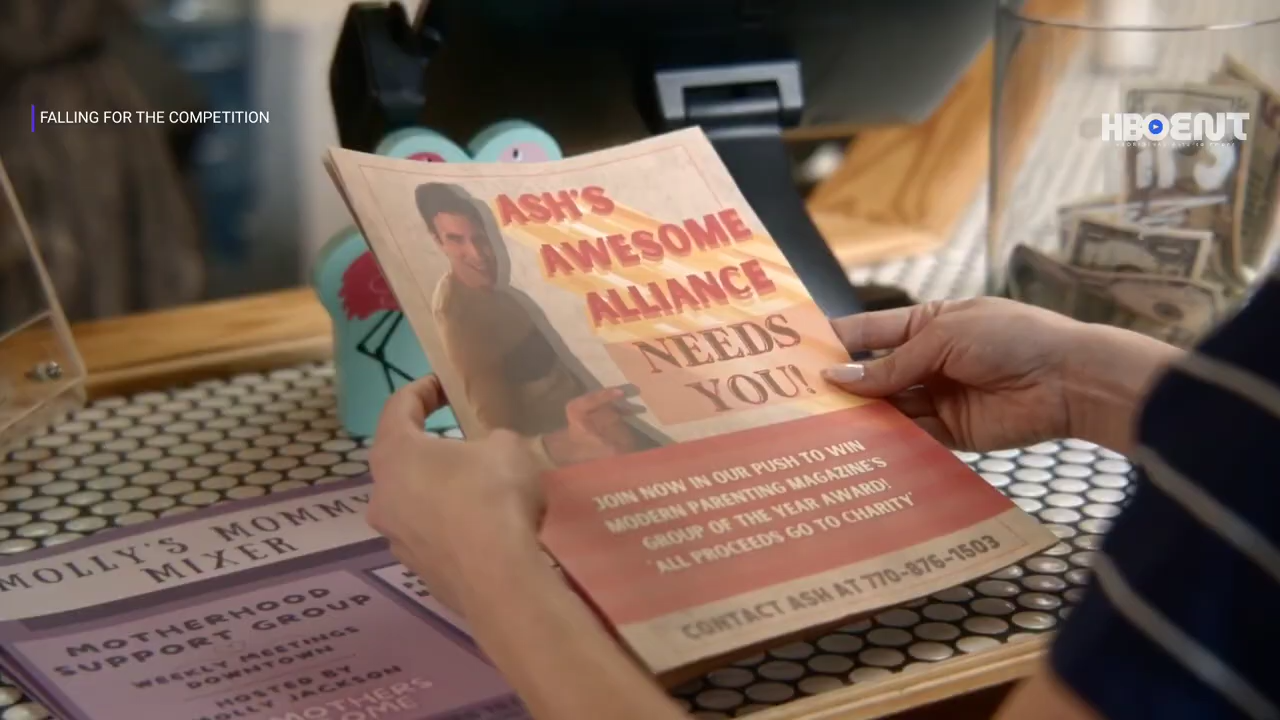 FALLING FOR THE COMPETITION
HBOENT
ASH'S
AWESOME
ALLIANCE
NEEDS
YOU!
JOIN NOW IN OUR PUSH TO WIN
MODERN PARENTING MAGAZINE'S
GROUP OF THE YEAR AWARD!
*ALL PROCEEDS GO TO CHARITY*
CONTACT ASH AT 770-876-1503
MOLLY'S MOMMY
MIXER
MOTHERHOOD
SUPPORT GROUP
WEEKLY MEETINGS
DOWNTOWN
HOSTED BY
MOLLY JACKSON
MOTHERS